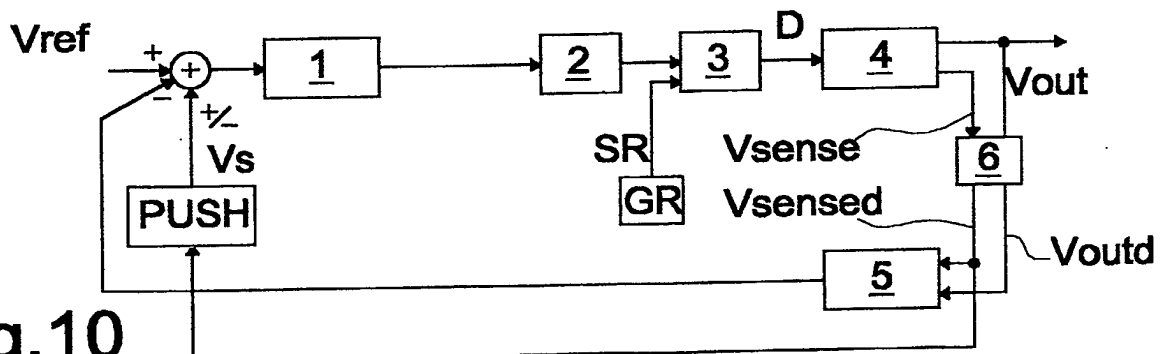 Vref
+
−
+
+/−
Vs
PUSH
1
2
3
D
4
Vout
SR
GR
Vsense
6
Vsensed
5
Voutd
g.10